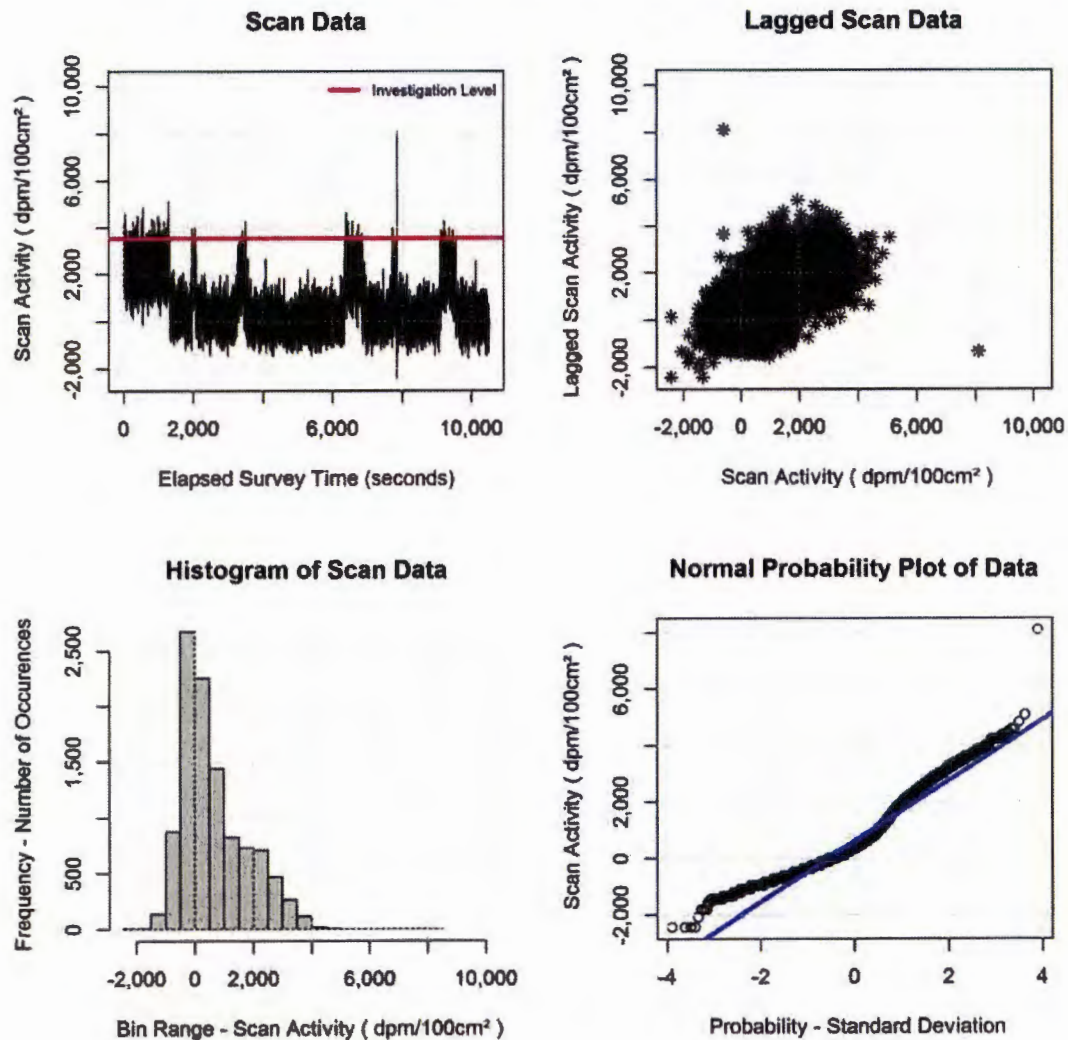 Scan Data
Scan Activity ( dpm/100cm² )
10,000
6,000
2,000
-2,000
Investigation Level
0
2,000
6,000
10,000
Elapsed Survey Time (seconds)
Lagged Scan Data
Lagged Scan Activity ( dpm/100cm² )
10,000
6,000
2,000
-2,000
-2,000
0
2,000
6,000
10,000
Scan Activity ( dpm/100cm² )
Histogram of Scan Data
Frequency - Number of Occurences
2,500
1,500
500
0
-2,000
0
2,000
6,000
10,000
Bin Range - Scan Activity ( dpm/100cm² )
Normal Probability Plot of Data
Scan Activity ( dpm/100cm² )
6,000
2,000
0
-2,000
-4
-2
0
2
4
Probability - Standard Deviation